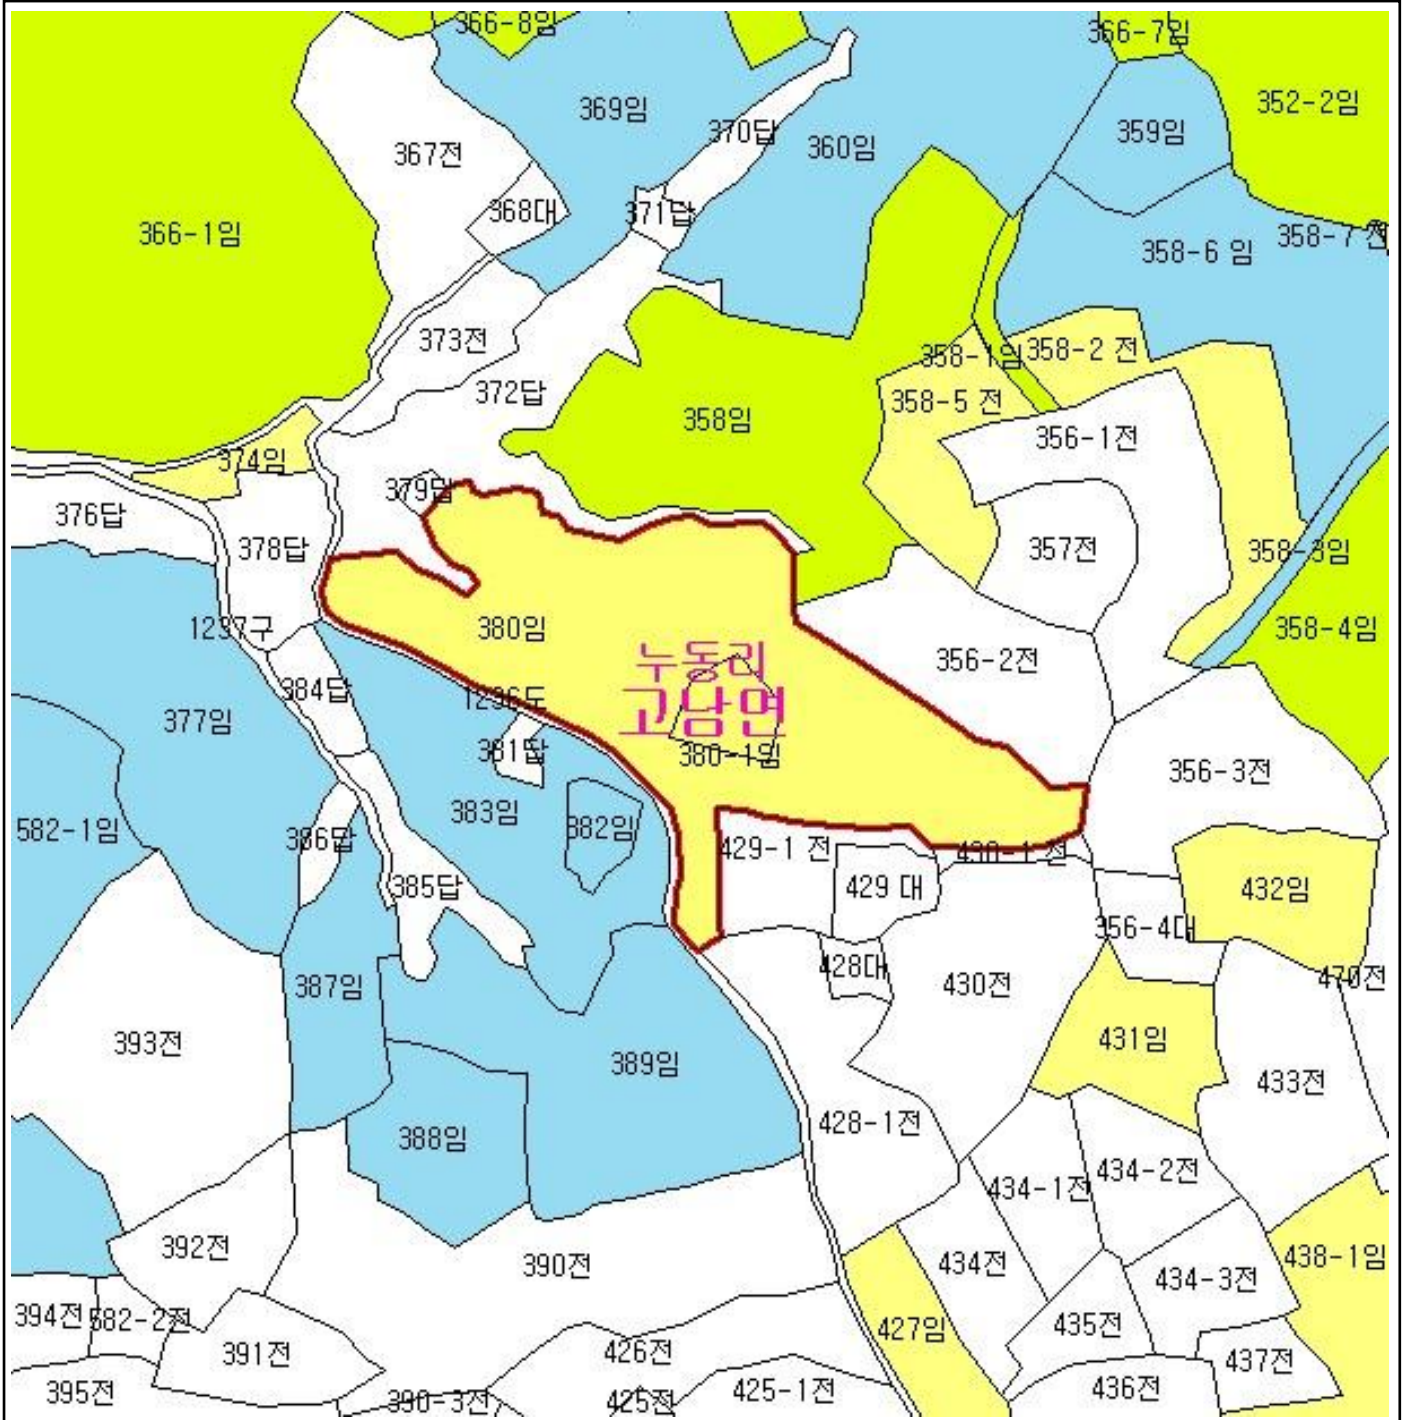 366-8임
366-7임
352-2임
369임
370답
360임
359임
367전
368대
371답
366-1임
358-7 전
358-6 임
373전
358-1임
358-2 전
372답
358-5 전
358임
356-1전
374임
379답
376답
378답
357전
358-3임
1237구
380임
358-4임
누동리
356-2전
384답
1236도
고남면
377임
381답
380-1임
356-3전
383임
582-1임
382임
386답
429-1 전
430-1 전
385답
429 대
432임
356-4대
428대
470전
387임
430전
393전
431임
389임
433전
428-1전
388임
434-2전
434-1전
392전
390전
434전
438-1임
434-3전
394전
582-2전
435전
427임
391전
426전
437전
395전
390-3전
425전
425-1전
436전